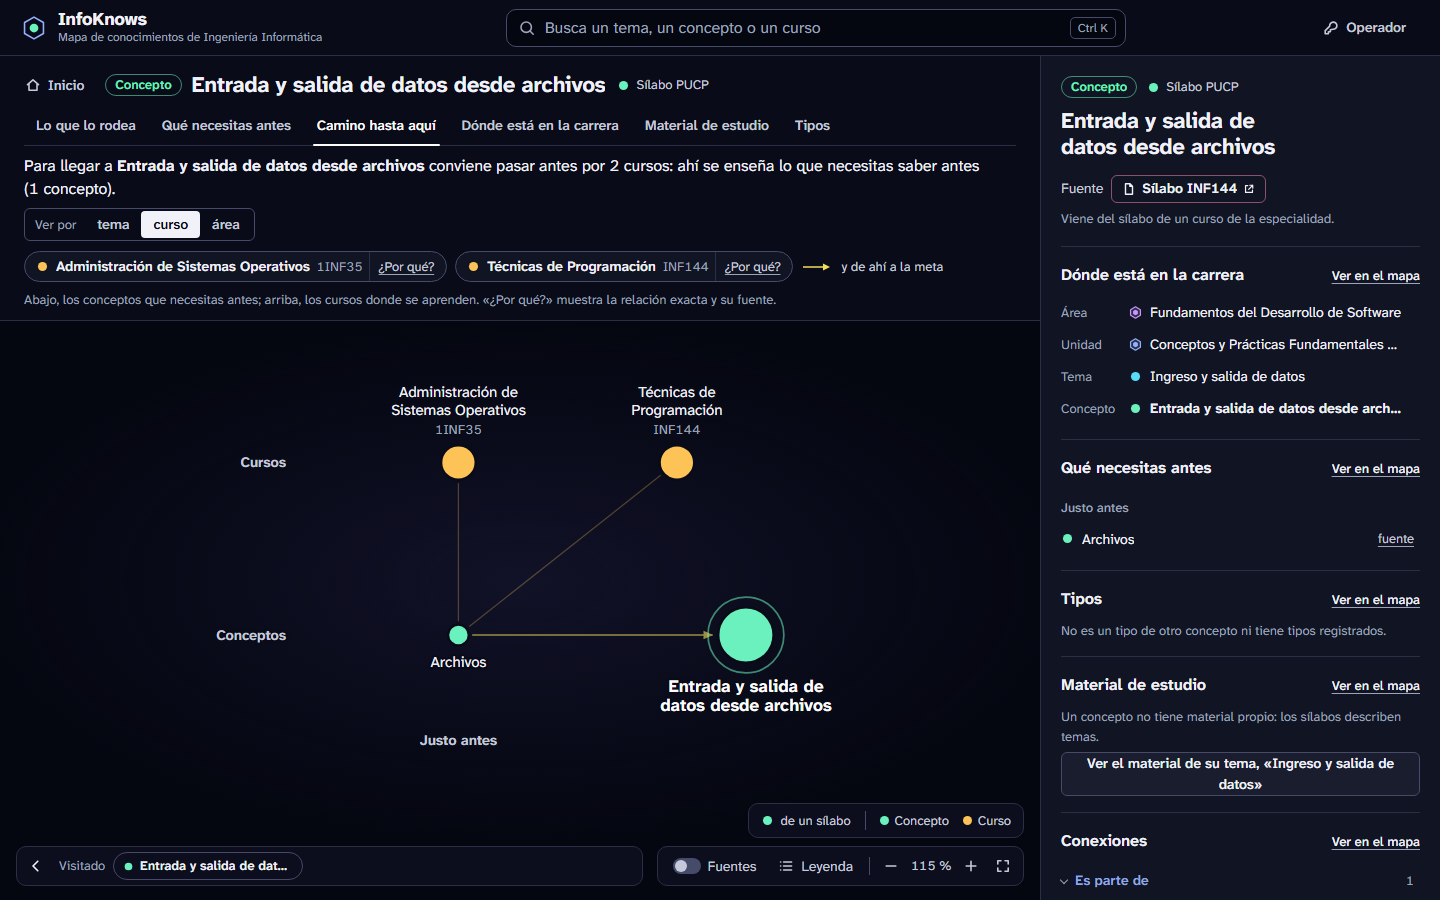 InfoKnows
Mapa de conocimientos de Ingeniería Informática
Busca un tema, un concepto o un curso
Ctrl K
Operador
Inicio
Concepto
Entrada y salida de datos desde archivos
Sílabo PUCP
Lo que lo rodea
Qué necesitas antes
Camino hasta aquí
Dónde está en la carrera
Material de estudio
Tipos
Para llegar a Entrada y salida de datos desde archivos conviene pasar antes por 2 cursos: ahí se enseña lo que necesitas saber antes
(1 concepto).
Ver por
tema
curso
área
Administración de Sistemas Operativos 1INF35 ¿Por qué?
Técnicas de Programación INF144 ¿Por qué?
y de ahí a la meta
Abajo, los conceptos que necesitas antes; arriba, los cursos donde se aprenden. «¿Por qué?» muestra la relación exacta y su fuente.
Administración de
Sistemas Operativos
1INF35
Técnicas de
Programación
INF144
Cursos
Conceptos
Archivos
Entrada y salida de
datos desde archivos
Justo antes
de un sílabo
Concepto
Curso
Visitado
Entrada y salida de dat...
Fuentes
Leyenda
115 %
Concepto
Sílabo PUCP
Entrada y salida de
datos desde archivos
Fuente
Sílabo INF144
Viene del sílabo de un curso de la especialidad.
Dónde está en la carrera
Ver en el mapa
Área
Fundamentos del Desarrollo de Software
Unidad
Conceptos y Prácticas Fundamentales ...
Tema
Ingreso y salida de datos
Concepto
Entrada y salida de datos desde arch...
Qué necesitas antes
Ver en el mapa
Justo antes
Archivos
fuente
Tipos
Ver en el mapa
No es un tipo de otro concepto ni tiene tipos registrados.
Material de estudio
Ver en el mapa
Un concepto no tiene material propio: los sílabos describen
temas.
Ver el material de su tema, «Ingreso y salida de
datos»
Conexiones
Ver en el mapa
Es parte de
1